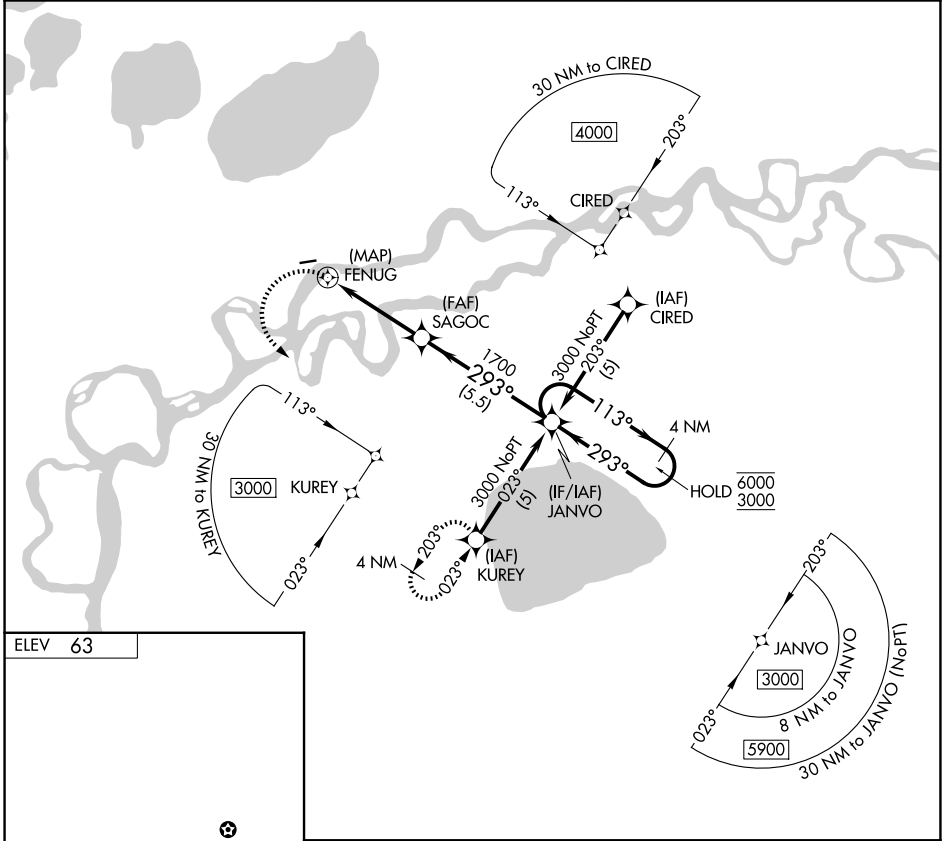 30 NM to CIRED
4000
203°
113°
CIRED
(MAP)
FENUG
(FAF)
SAGOC
(IAF)
CIRED
3000 NoPT
203°
(5)
1700
293°
(5.5)
113°
4 NM
293°
HOLD 6000
3000
(IF/IAF)
JANVO
113°
30 NM to KUREY
3000
KUREY
023°
3000 NoPT
023°
(5)
(IAF)
KUREY
4 NM
203°
023°
203°
JANVO
3000
8 NM to JANVO
023°
5900
30 NM to JANVO (NoPT)
ELEV 63